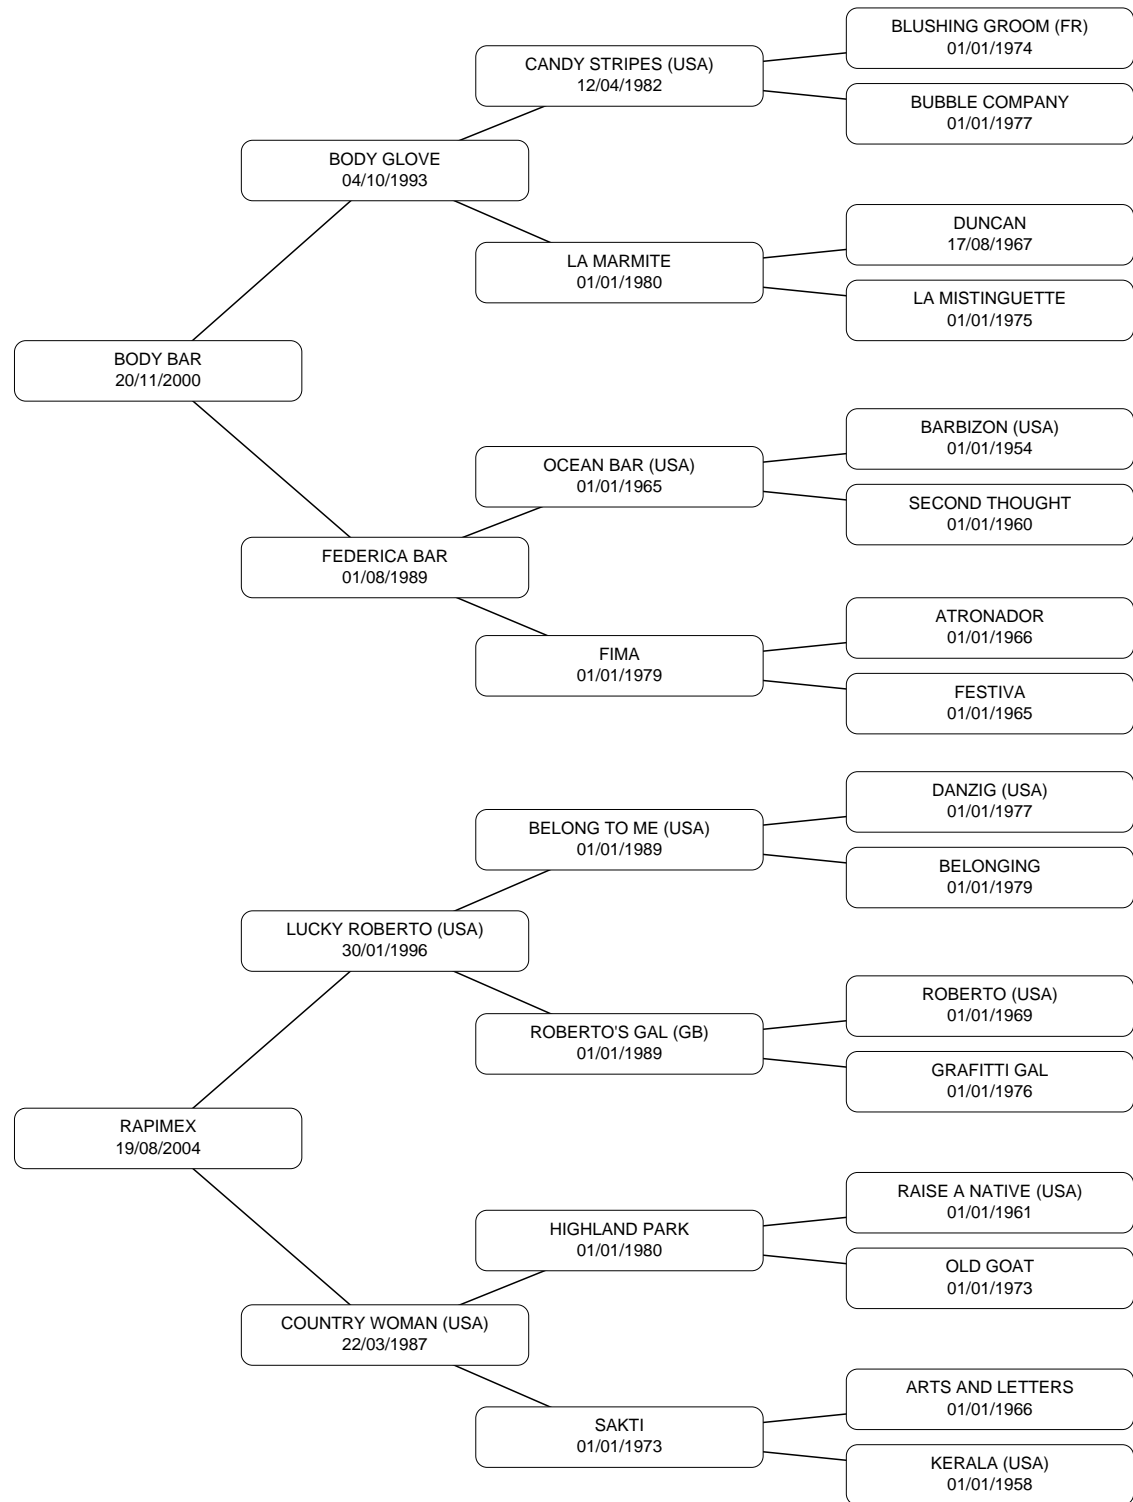 BLUSHING GROOM (FR)
01/01/1974
CANDY STRIPES (USA)
12/04/1982
BUBBLE COMPANY
01/01/1977
BODY GLOVE
04/10/1993
DUNCAN
17/08/1967
LA MARMITE
01/01/1980
LA MISTINGUETTE
01/01/1975
BODY BAR
20/11/2000
BARBIZON (USA)
01/01/1954
OCEAN BAR (USA)
01/01/1965
SECOND THOUGHT
01/01/1960
FEDERICA BAR
01/08/1989
ATRONADOR
01/01/1966
FIMA
01/01/1979
FESTIVA
01/01/1965
DANZIG (USA)
01/01/1977
BELONG TO ME (USA)
01/01/1989
BELONGING
01/01/1979
LUCKY ROBERTO (USA)
30/01/1996
ROBERTO (USA)
01/01/1969
ROBERTO'S GAL (GB)
01/01/1989
GRAFITTI GAL
01/01/1976
RAPIMEX
19/08/2004
RAISE A NATIVE (USA)
01/01/1961
HIGHLAND PARK
01/01/1980
OLD GOAT
01/01/1973
COUNTRY WOMAN (USA)
22/03/1987
ARTS AND LETTERS
01/01/1966
SAKTI
01/01/1973
KERALA (USA)
01/01/1958